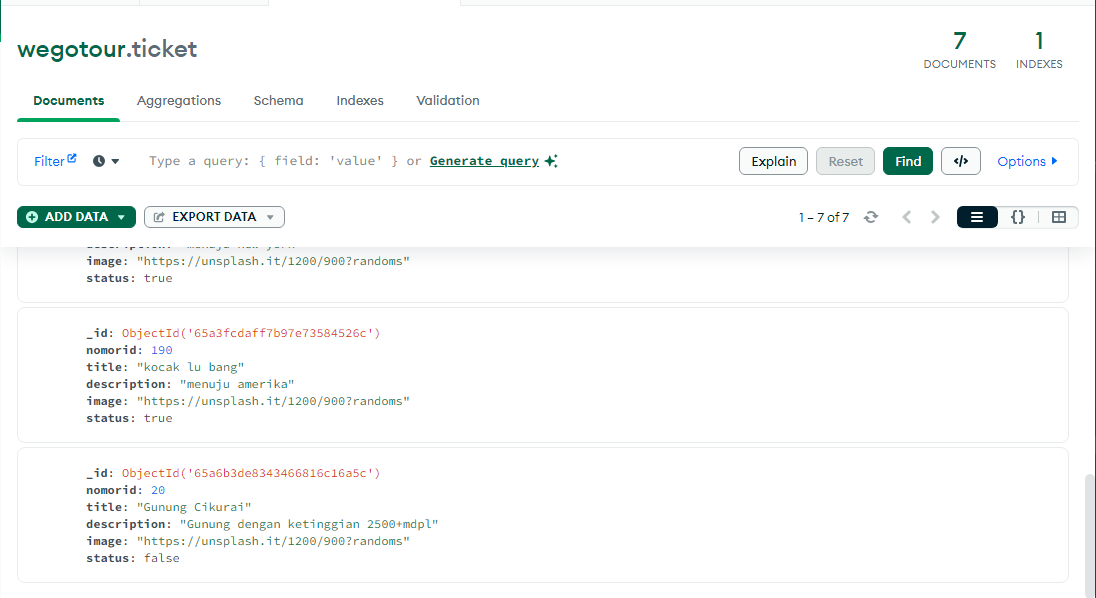 wegotour.ticket
7
DOCUMENTS
1
INDEXES
Documents Aggregations Schema Indexes Validation
Filter Type a query: { field: 'value' } or Generate query Explain Reset Find </> Options
ADD DATA EXPORT DATA 1 – 7 of 7 {}
image: "https://unsplash.it/1200/900?randoms"
status: true
_id: ObjectId('65a3fcdaff7b97e73584526c')
nomorid: 190
title: "kocak lu bang"
description: "menuju amerika"
image: "https://unsplash.it/1200/900?randoms"
status: true
_id: ObjectId('65a6b3de8343466816c16a5c')
nomorid: 20
title: "Gunung Cikurai"
description: "Gunung dengan ketinggian 2500+mdpl"
image: "https://unsplash.it/1200/900?randoms"
status: false